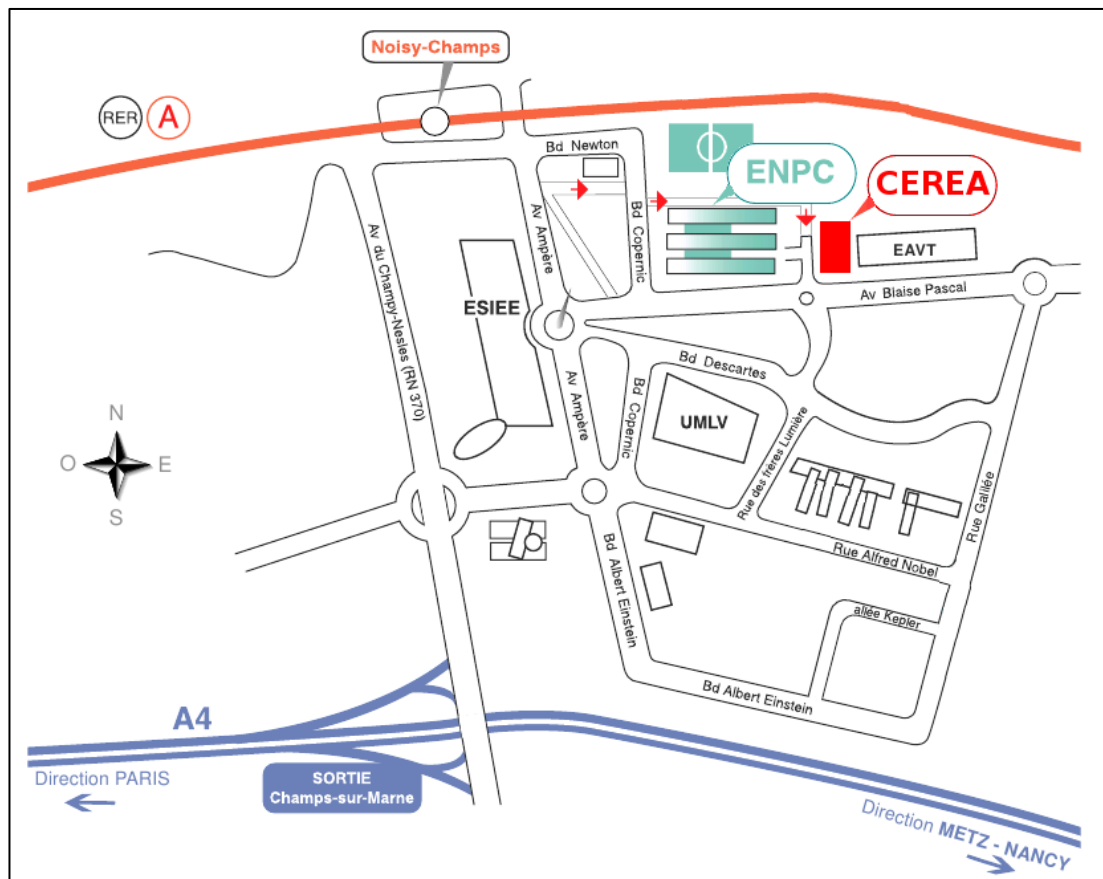 Noisy-Champs
RER
A
Bd Newton
ENPC
CEREA
Av Ampère
Bd Copernic
Av du Champy-Nesles (RN 370)
EAVT
Av Blaise Pascal
ESIEE
Bd Descartes
Av Ampère
Bd Copernic
UMLV
Rue des frères Lumière
N
O
E
S
Rue Galilée
Rue Alfred Nobel
Bd Albert Einstein
allée Kepler
Bd Albert Einstein
A4
Direction PARIS
SORTIE
Champs-sur-Marne
Direction METZ - NANCY